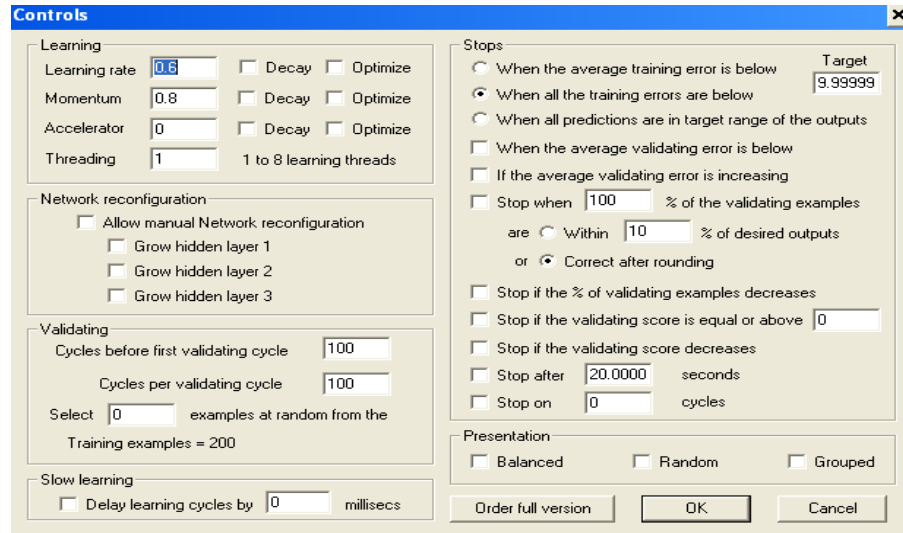 Controls
Learning
Learning rate 0.6 Decay Optimize
Momentum 0.8 Decay Optimize
Accelerator 0 Decay Optimize
Threading 1 1 to 8 learning threads
Network reconfiguration
Allow manual Network reconfiguration
Grow hidden layer 1
Grow hidden layer 2
Grow hidden layer 3
Validating
Cycles before first validating cycle 100
Cycles per validating cycle 100
Select 0 examples at random from the
Training examples = 200
Slow learning
Delay learning cycles by 0 millisecs
Stops
Target
When the average training error is below
9.99999
When all the training errors are below
When all predictions are in target range of the outputs
When the average validating error is below
If the average validating error is increasing
Stop when 100 % of the validating examples
are Within 10 % of desired outputs
or Correct after rounding
Stop if the % of validating examples decreases
Stop if the validating score is equal or above 0
Stop if the validating score decreases
Stop after 20.0000 seconds
Stop on 0 cycles
Presentation
Balanced Random Grouped
Order full version OK Cancel